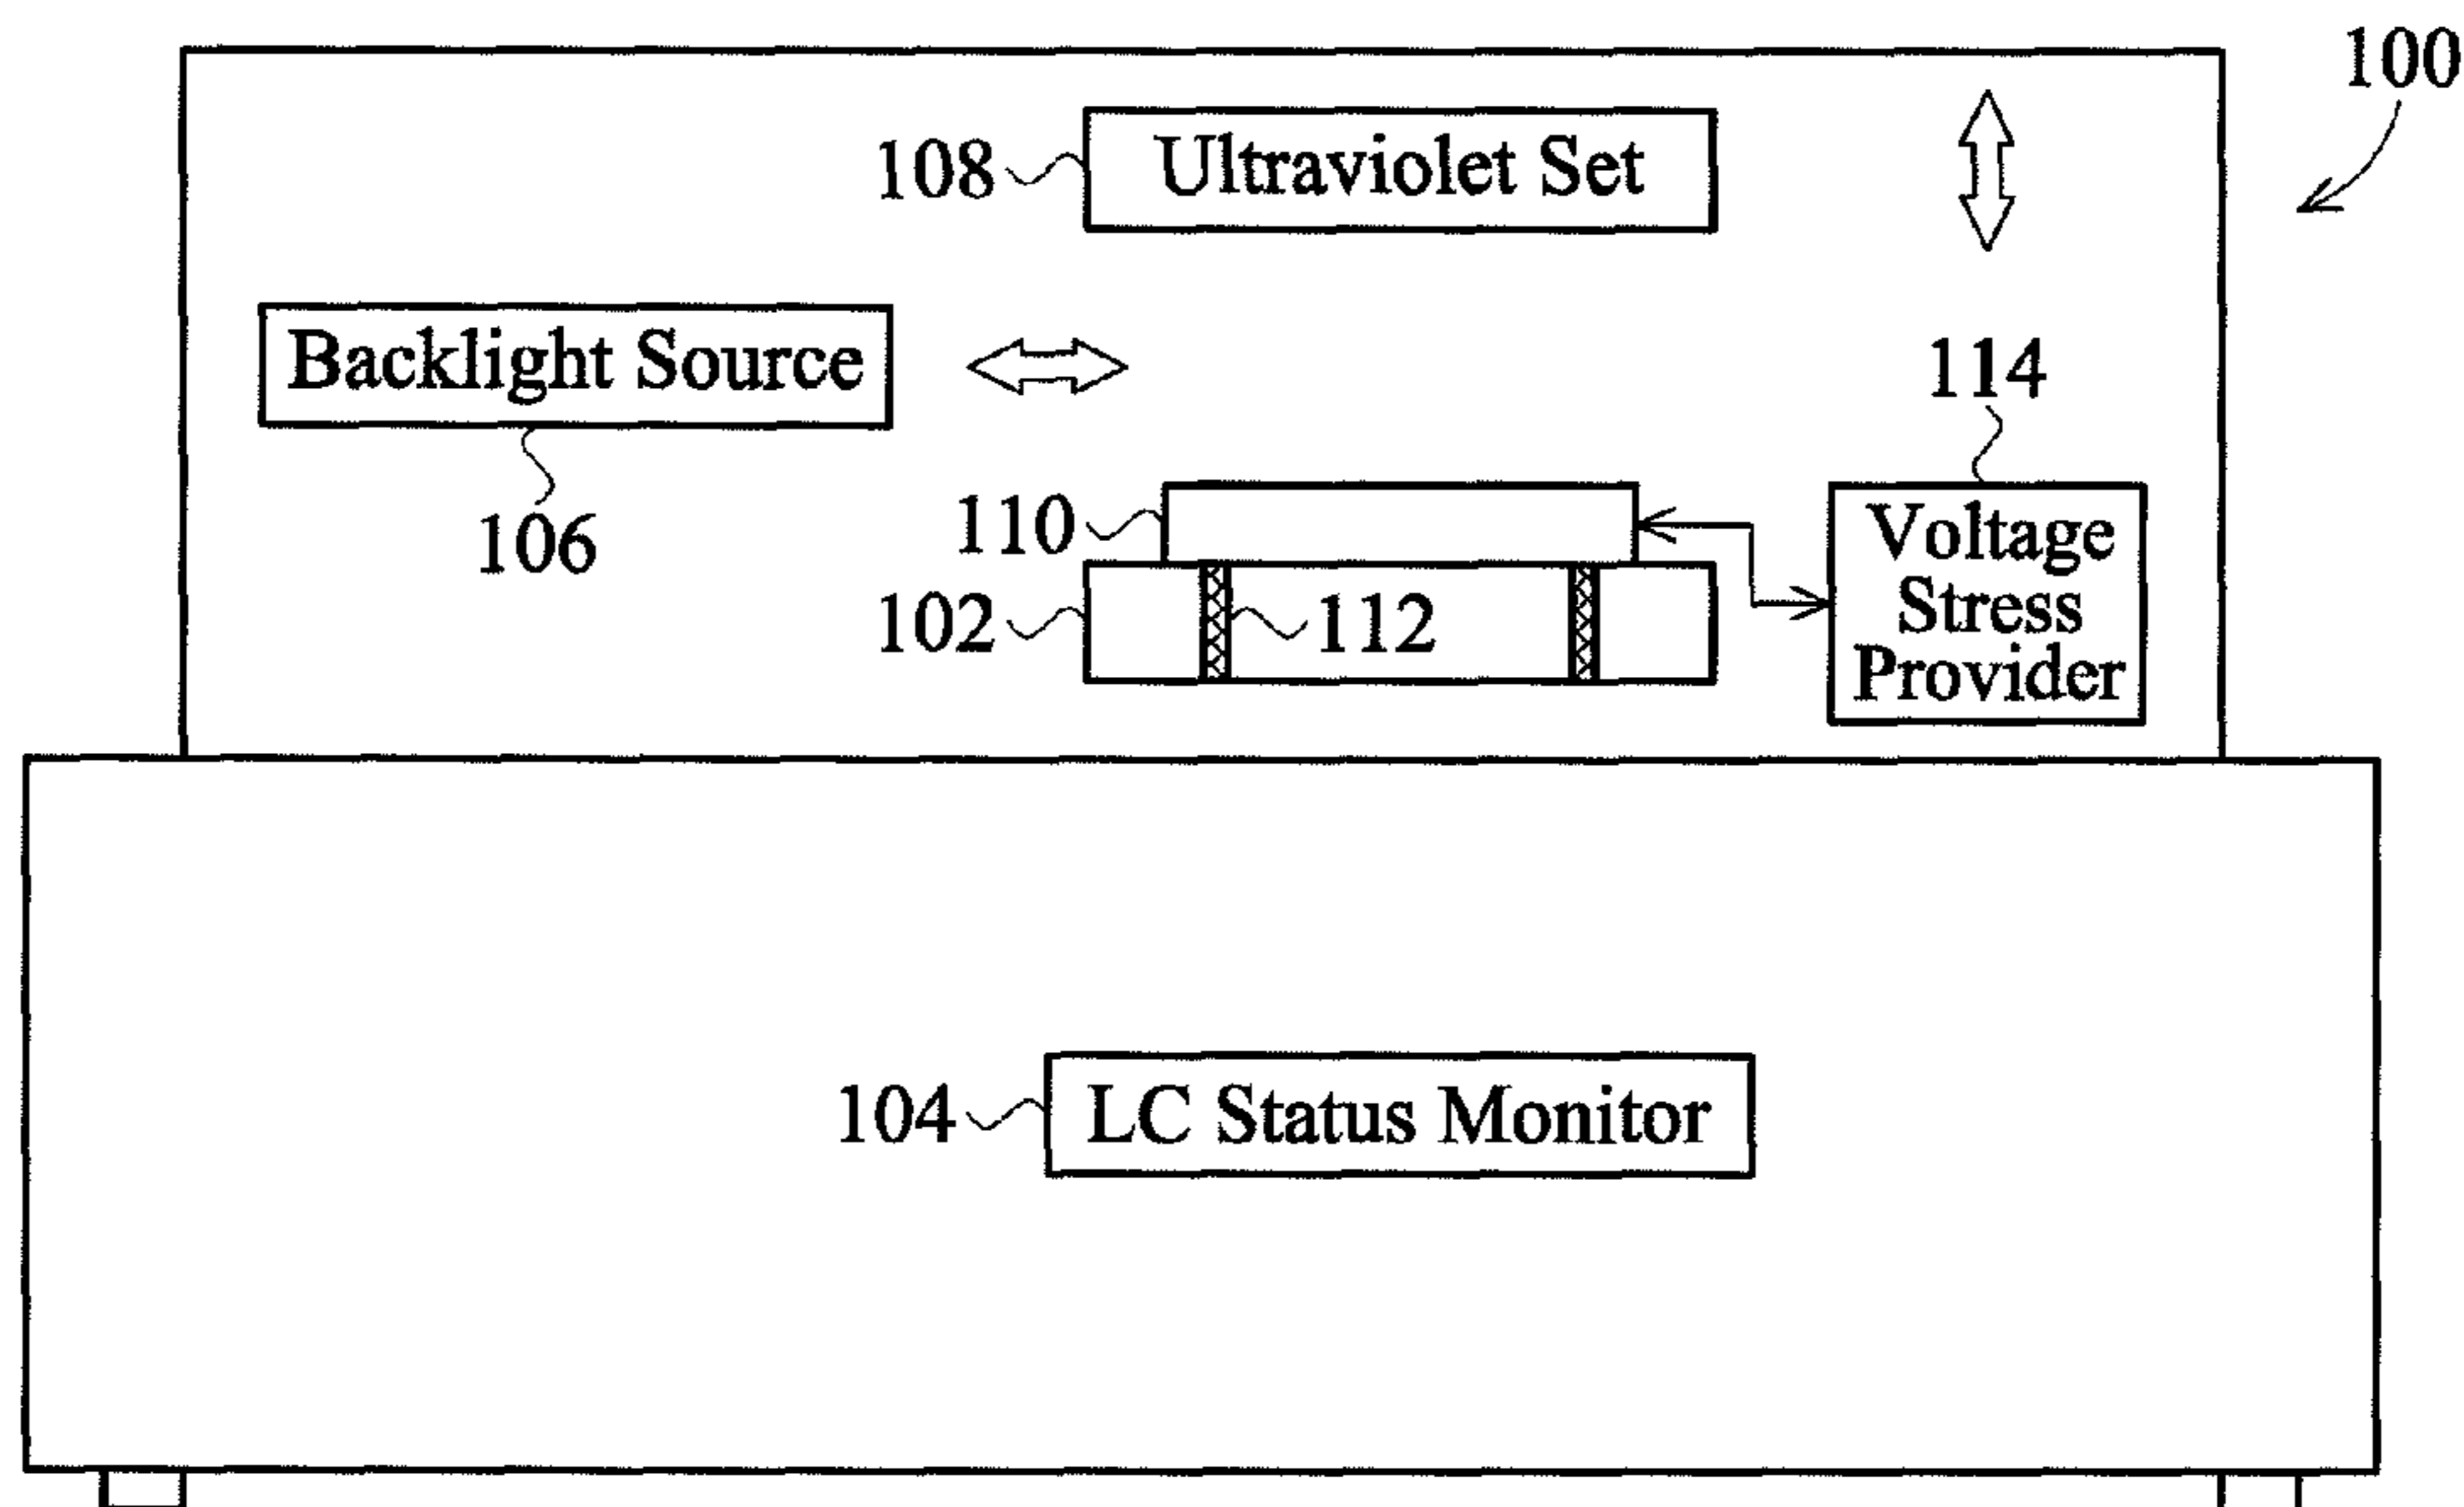 100
108 Ultraviolet Set
Backlight Source
114
106
110
102
112
Voltage
Stress
Provider
104 LC Status Monitor